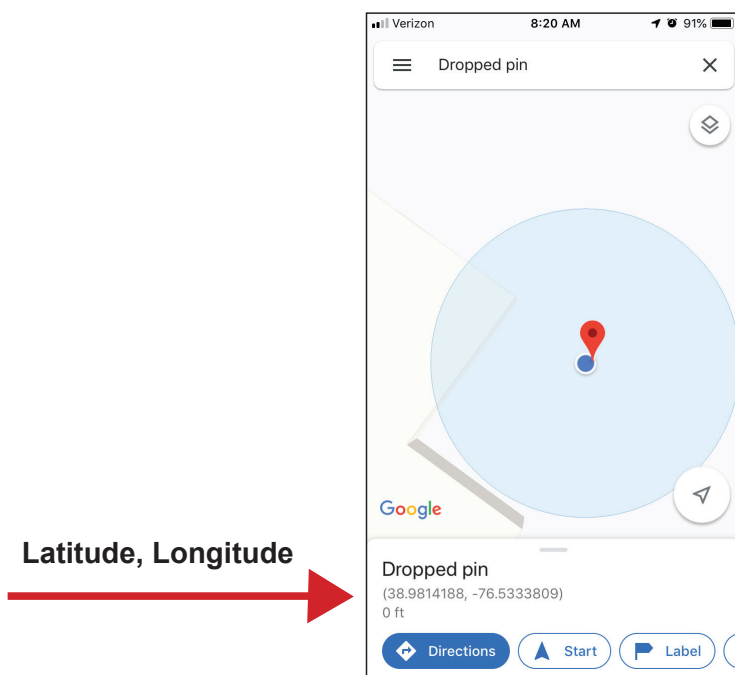 Verizon 8:20 AM 91%
Dropped pin
Google
Latitude, Longitude
Dropped pin
(38.9814188, -76.5333809)
0 ft
Directions Start Label